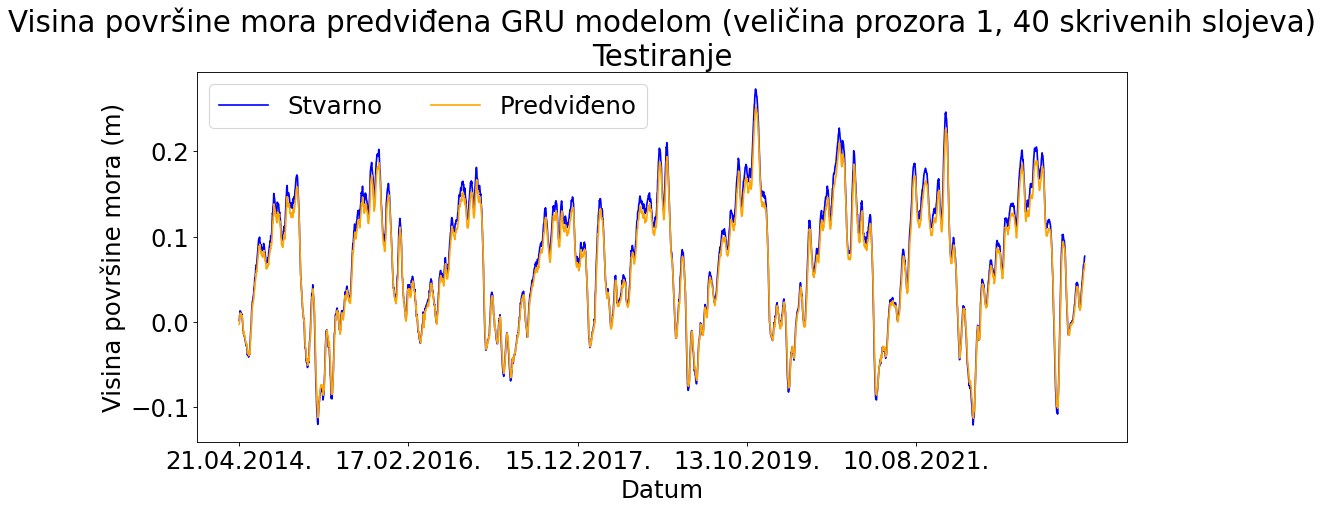 Visina površine mora predviđena GRU modelom (veličina prozora 1, 40 skrivenih slojeva)
Testiranje
Stvarno Predviđeno
Visina površine mora (m)
0.2
0.1
0.0
−0.1
21.04.2014. 17.02.2016. 15.12.2017. 13.10.2019. 10.08.2021.
Datum